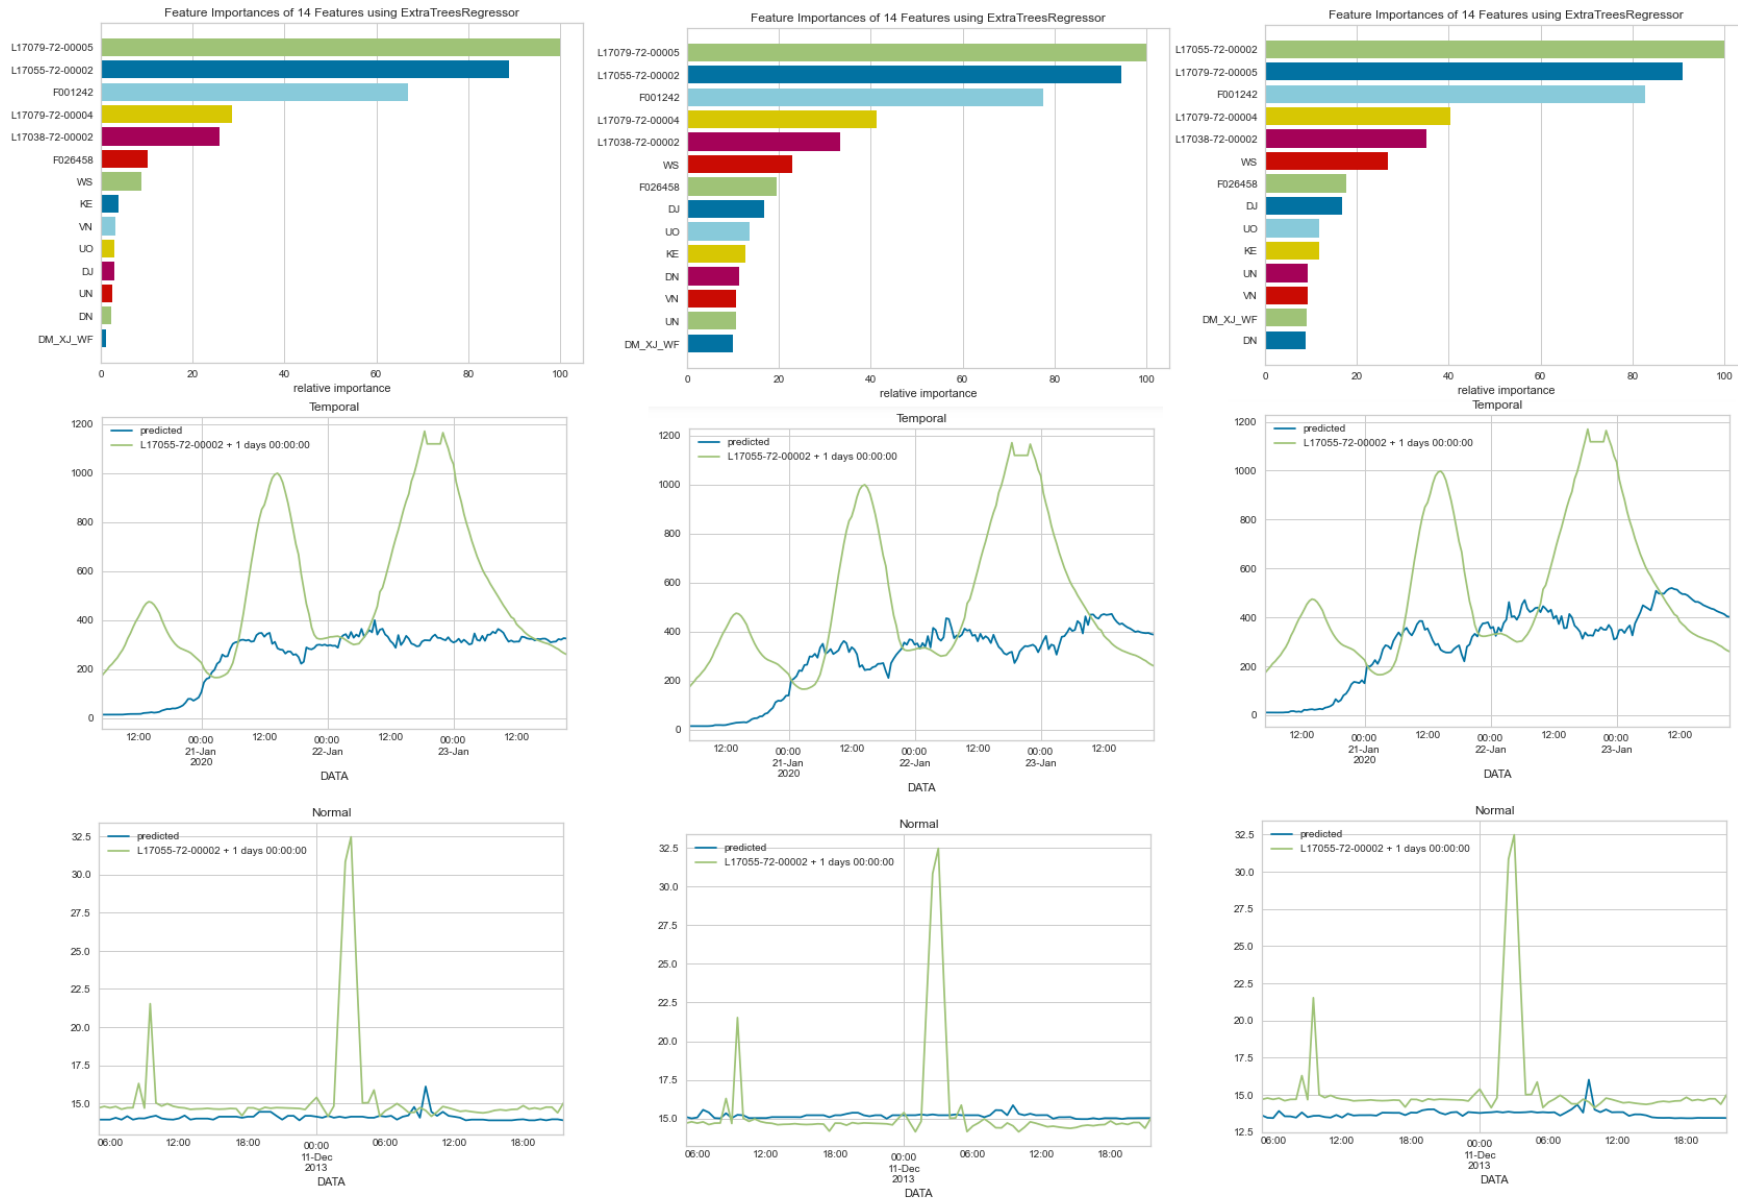 Feature Importances of 14 Features using ExtraTreesRegressor
L17079-72-00005
L17055-72-00002
F001242
L17079-72-00004
L17038-72-00002
F026458
WS
KE
VN
UO
DJ
UN
DN
DM_XJ_WF
0 20 40 60 80 100
relative importance
Feature Importances of 14 Features using ExtraTreesRegressor
L17079-72-00005
L17055-72-00002
F001242
L17079-72-00004
L17038-72-00002
WS
F026458
DJ
UO
KE
DN
VN
UN
DM_XJ_WF
0 20 40 60 80 100
relative importance
Feature Importances of 14 Features using ExtraTreesRegressor
L17055-72-00002
L17079-72-00005
F001242
L17079-72-00004
L17038-72-00002
WS
F026458
DJ
UO
KE
UN
VN
DM_XJ_WF
DN
0 20 40 60 80 100
relative importance
Temporal
predicted
L17055-72-00002 + 1 days 00:00:00
1200
1000
800
600
400
200
0
12:00 00:00 12:00 00:00 12:00 00:00 12:00
21-Jan 22-Jan 23-Jan
2020
DATA
Temporal
predicted
L17055-72-00002 + 1 days 00:00:00
1200
1000
800
600
400
200
0
12:00 00:00 12:00 00:00 12:00 00:00 12:00
21-Jan 22-Jan 23-Jan
2020
DATA
Temporal
predicted
L17055-72-00002 + 1 days 00:00:00
1200
1000
800
600
400
200
0
12:00 00:00 12:00 00:00 12:00 00:00 12:00
21-Jan 22-Jan 23-Jan
2020
DATA
Normal
predicted
L17055-72-00002 + 1 days 00:00:00
32.5
30.0
27.5
25.0
22.5
20.0
17.5
15.0
06:00 12:00 18:00 00:00 06:00 12:00 18:00
11-Dec
2013
DATA
Normal
predicted
L17055-72-00002 + 1 days 00:00:00
32.5
30.0
27.5
25.0
22.5
20.0
17.5
15.0
06:00 12:00 18:00 00:00 06:00 12:00 18:00
11-Dec
2013
DATA
Normal
predicted
L17055-72-00002 + 1 days 00:00:00
32.5
30.0
27.5
25.0
22.5
20.0
17.5
15.0
12.5
06:00 12:00 18:00 00:00 06:00 12:00 18:00
11-Dec
2013
DATA